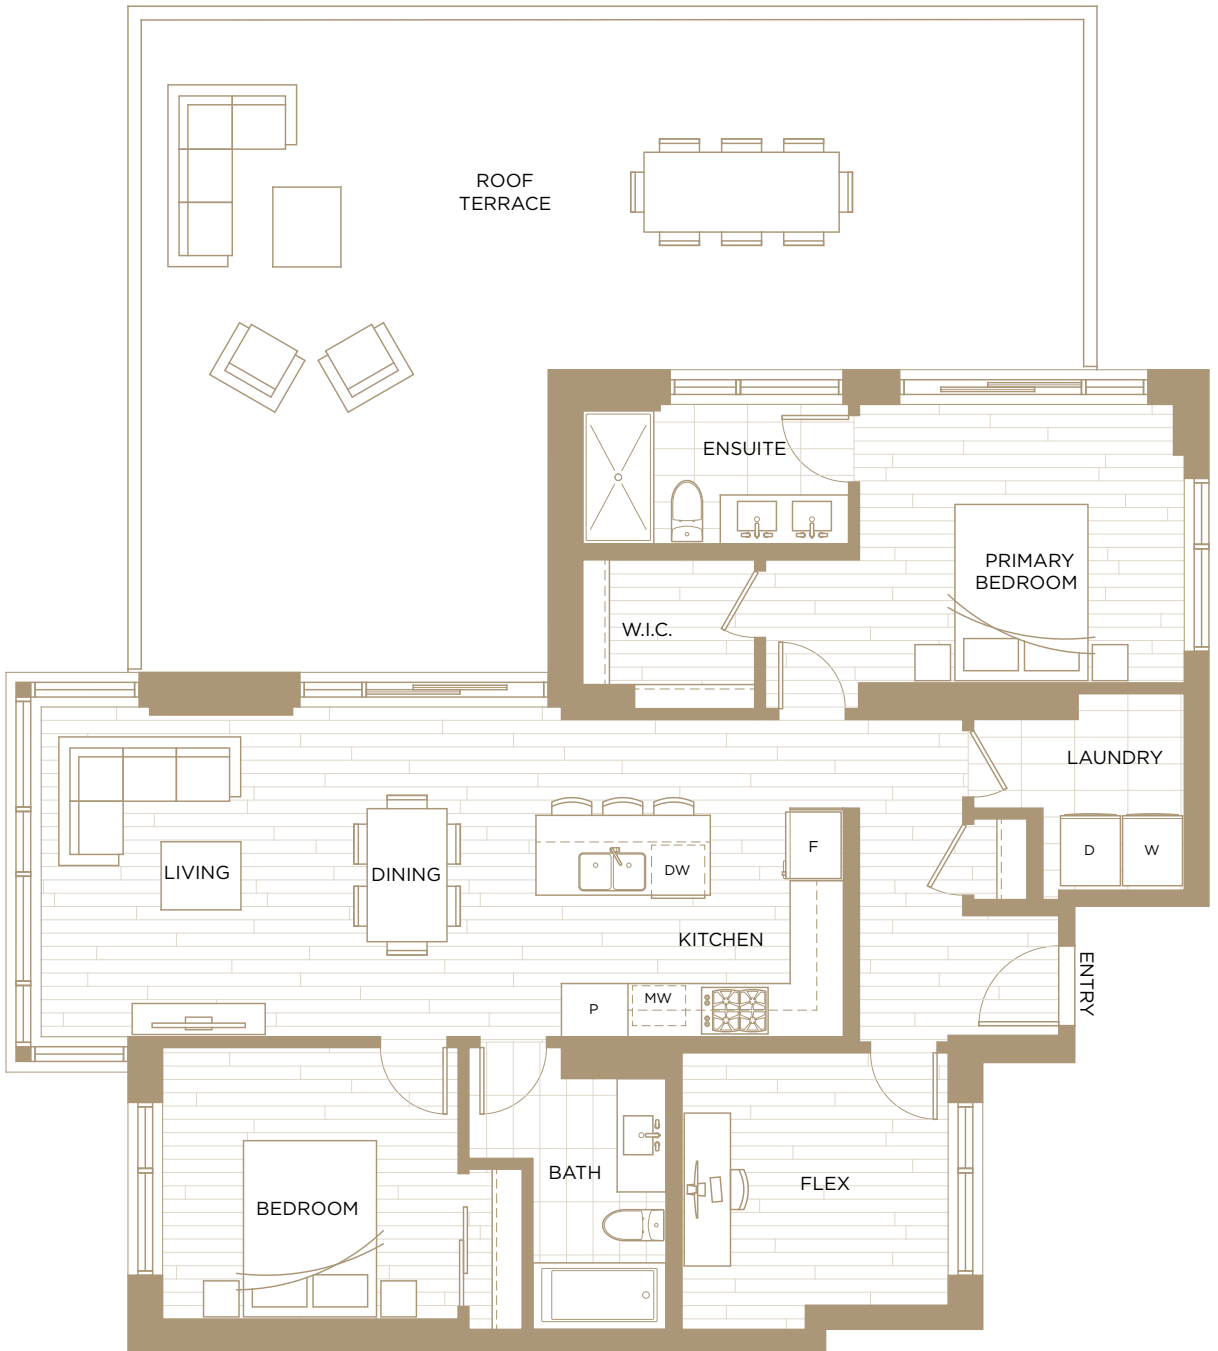 ROOF
TERRACE
ENSUITE
PRIMARY
BEDROOM
W.I.C.
LAUNDRY
D
W
F
DW
LIVING
DINING
KITCHEN
ENTRY
P
MW
BATH
FLEX
BEDROOM